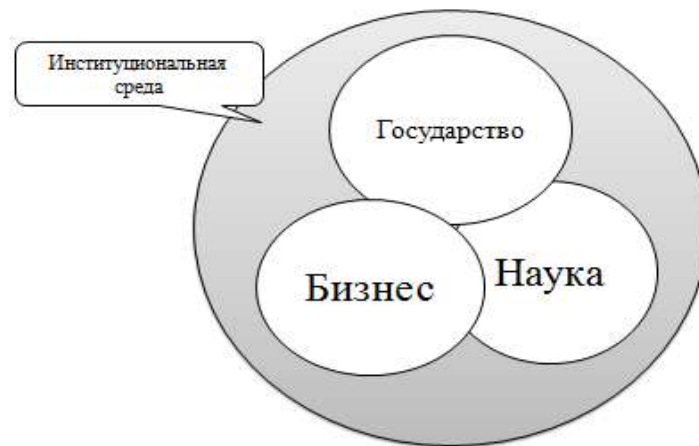 Институциональная
среда
Государство
Бизнес
Наука